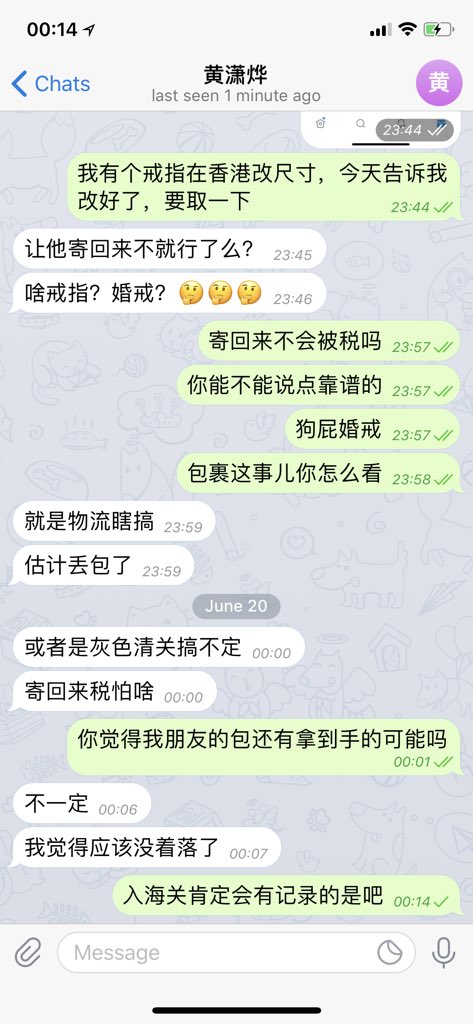 00:14
Chats
黄潇烨
last seen 1 minute ago
黄
23:44
我有个戒指在香港改尺寸，今天告诉我
改好了，要取一下
23:44
让他寄回来不就行了么？ 23:45
啥戒指？婚戒？🤔🤔🤔 23:46
寄回来不会被税吗 23:57
你能不能说点靠谱的 23:57
狗屁婚戒 23:57
包裹这事儿你怎么看 23:58
就是物流瞎搞 23:59
估计丢包了 23:59
June 20
或者是灰色清关搞不定 00:00
寄回来税怕啥 00:00
你觉得我朋友的包还有拿到手的可能吗
00:01
不一定 00:06
我觉得应该没着落了 00:07
入海关肯定会有记录的是吧 00:14
Message